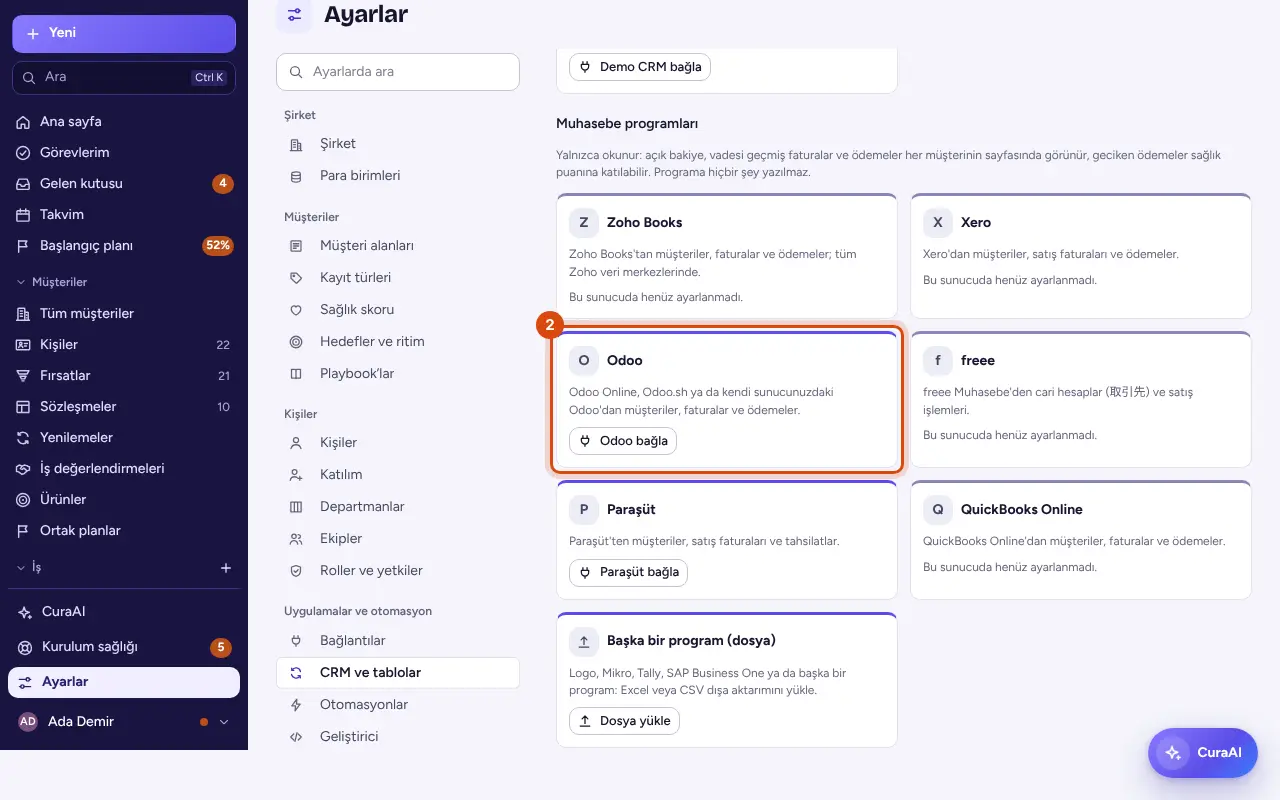 Yeni
Ara
Ctrl K
Ana sayfa
Görevlerim
Gelen kutusu
4
Takvim
Başlangıç planı
52%
Müşteriler
Tüm müşteriler
Kişiler
22
Fırsatlar
21
Sözleşmeler
10
Yenilemeler
İş değerlendirmeleri
Ürünler
Ortak planlar
İş
CuraAI
Kurulum sağlığı
5
Ayarlar
AD
Ada Demir
Ayarlar
Ayarlarda ara
Şirket
Şirket
Para birimleri
Müşteriler
Müşteri alanları
Kayıt türleri
Sağlık skoru
Hedefler ve ritim
Playbook'lar
Kişiler
Kişiler
Katılım
Departmanlar
Ekipler
Roller ve yetkiler
Uygulamalar ve otomasyon
Bağlantılar
CRM ve tablolar
Otomasyonlar
Geliştirici
Demo CRM bağla
Muhasebe programları
Yalnızca okunur: açık bakiye, vadesi geçmiş faturalar ve ödemeler her müşterinin sayfasında görünür, geciken ödemeler sağlık
puanına katılabilir. Programa hiçbir şey yazılmaz.
Z
Zoho Books
Zoho Books'tan müşteriler, faturalar ve ödemeler; tüm
Zoho veri merkezlerinde.
Bu sunucuda henüz ayarlanmadı.
X
Xero
Xero'dan müşteriler, satış faturaları ve ödemeler.
Bu sunucuda henüz ayarlanmadı.
2
O
Odoo
Odoo Online, Odoo.sh ya da kendi sunucunuzdaki
Odoo'dan müşteriler, faturalar ve ödemeler.
Odoo bağla
f
freee
freee Muhasebe'den cari hesaplar (取引先) ve satış
işlemleri.
Bu sunucuda henüz ayarlanmadı.
P
Paraşüt
Paraşüt'ten müşteriler, satış faturaları ve tahsilatlar.
Paraşüt bağla
Q
QuickBooks Online
QuickBooks Online'dan müşteriler, faturalar ve ödemeler.
Bu sunucuda henüz ayarlanmadı.
Başka bir program (dosya)
Logo, Mikro, Tally, SAP Business One ya da başka bir
program: Excel veya CSV dışa aktarımını yükle.
Dosya yükle
CuraAI